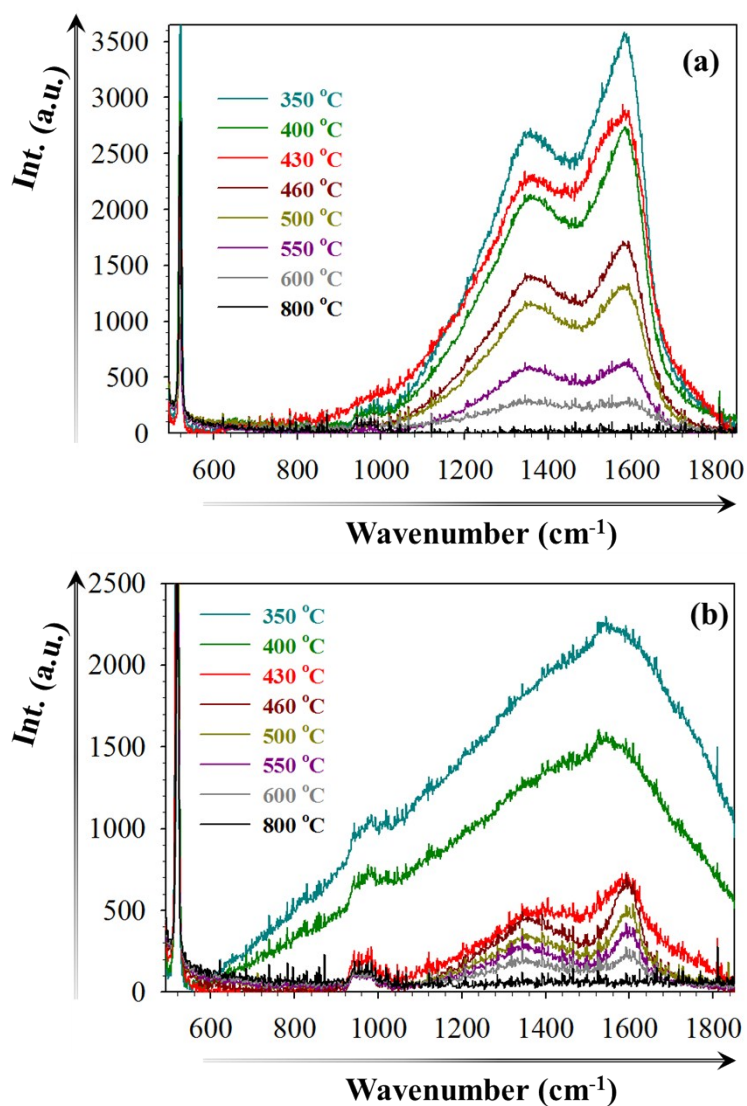 (a)
Int. (a.u.)
3500
3000
2500
2000
1500
1000
500
0
350 °C
400 °C
430 °C
460 °C
500 °C
550 °C
600 °C
800 °C
600 800 1000 1200 1400 1600 1800
Wavenumber (cm⁻¹)
(b)
Int. (a.u.)
2500
2000
1500
1000
500
0
350 °C
400 °C
430 °C
460 °C
500 °C
550 °C
600 °C
800 °C
600 800 1000 1200 1400 1600 1800
Wavenumber (cm⁻¹)